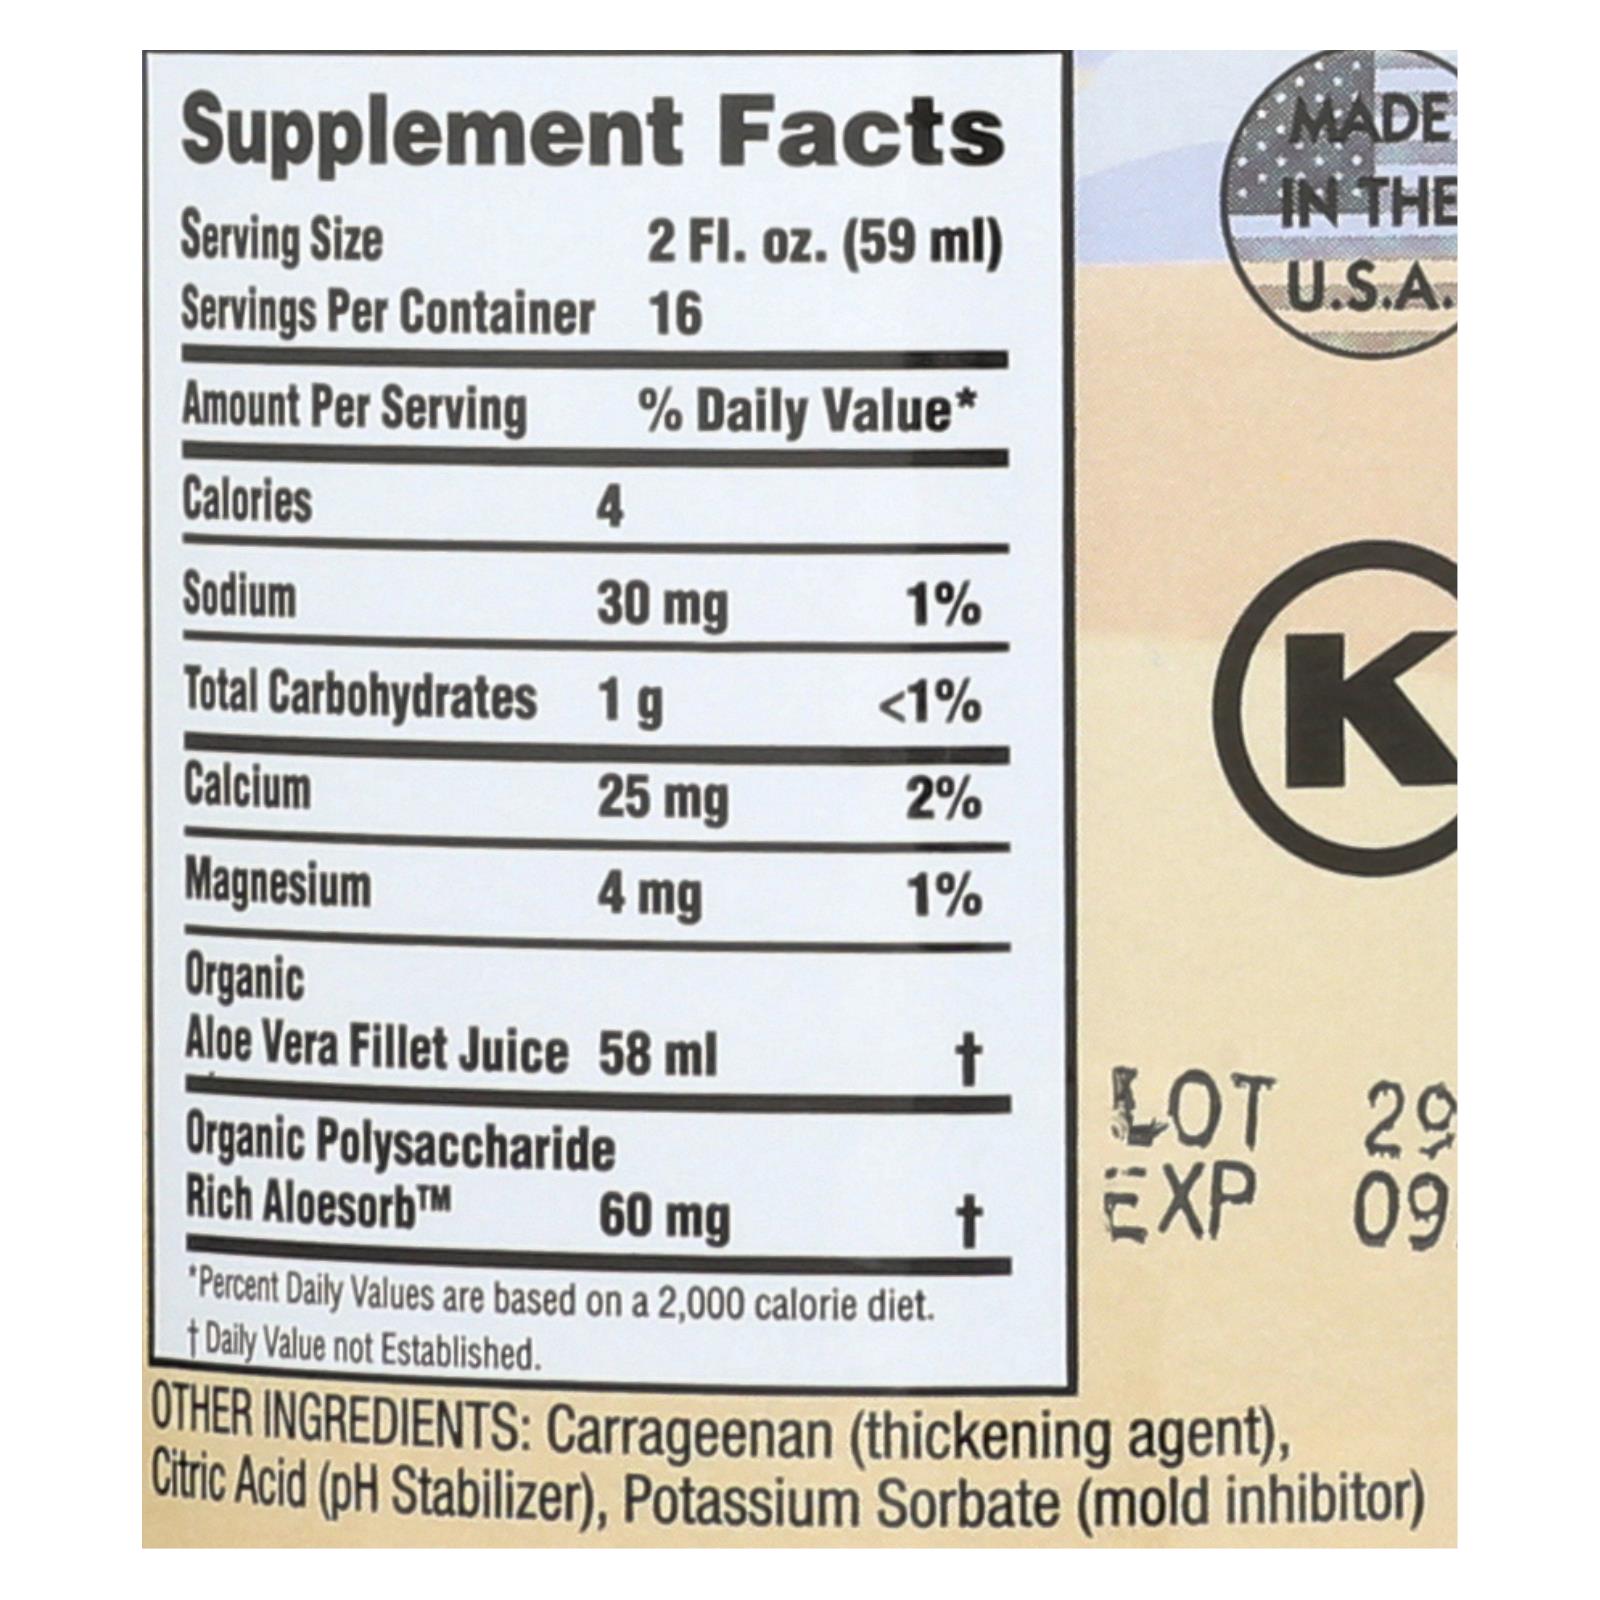 Supplement Facts
Serving Size 2 Fl. oz. (59 ml)
Servings Per Container 16
Amount Per Serving % Daily Value*
Calories 4
Sodium 30 mg 1%
Total Carbohydrates 1 g <1%
Calcium 25 mg 2%
Magnesium 4 mg 1%
Organic
Aloe Vera Fillet Juice 58 ml †
Organic Polysaccharide
Rich Aloesorb™ 60 mg †
*Percent Daily Values are based on a 2,000 calorie diet.
† Daily Value not Established.
OTHER INGREDIENTS: Carrageenan (thickening agent),
Citric Acid (pH Stabilizer), Potassium Sorbate (mold inhibitor)
MADE
IN THE
U.S.A.
K
LOT 29
EXP 09